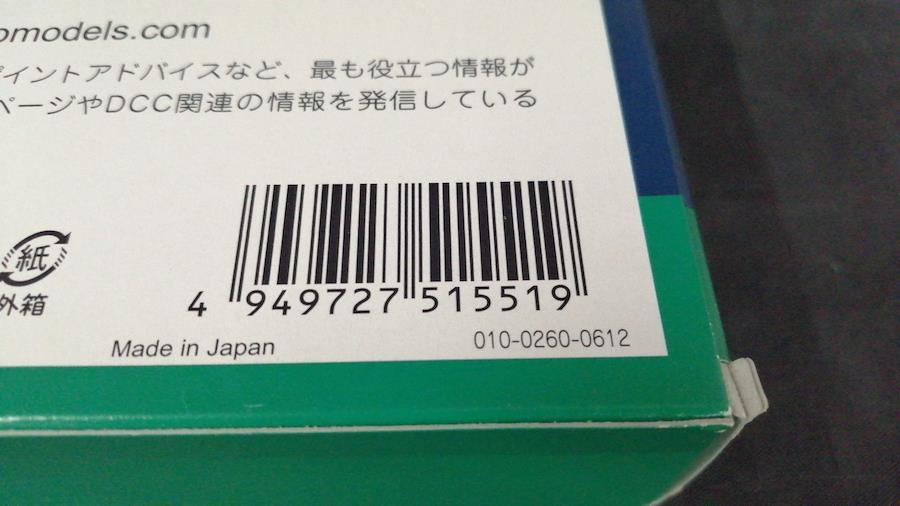 omodels.com
イントアドバイスなど、最も役立つ情報が
ページやDCC関連の情報を発信している
紙
外箱
4 949727 515519
Made in Japan
010-0260-0612